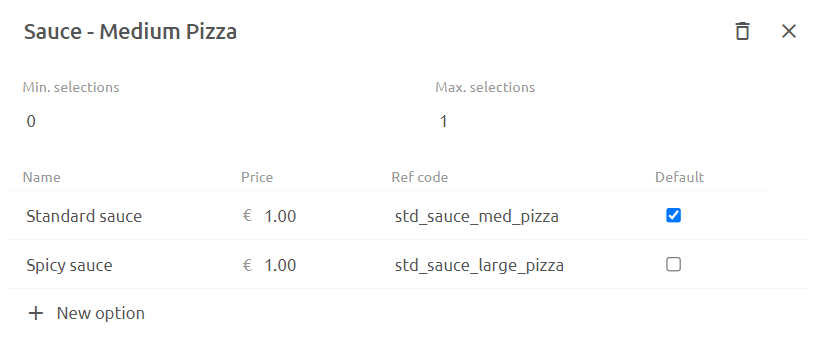 Sauce - Medium Pizza
Min. selections Max. selections
0 1
Name Price Ref code Default
Standard sauce € 1.00 std_sauce_med_pizza
Spicy sauce € 1.00 std_sauce_large_pizza
+ New option